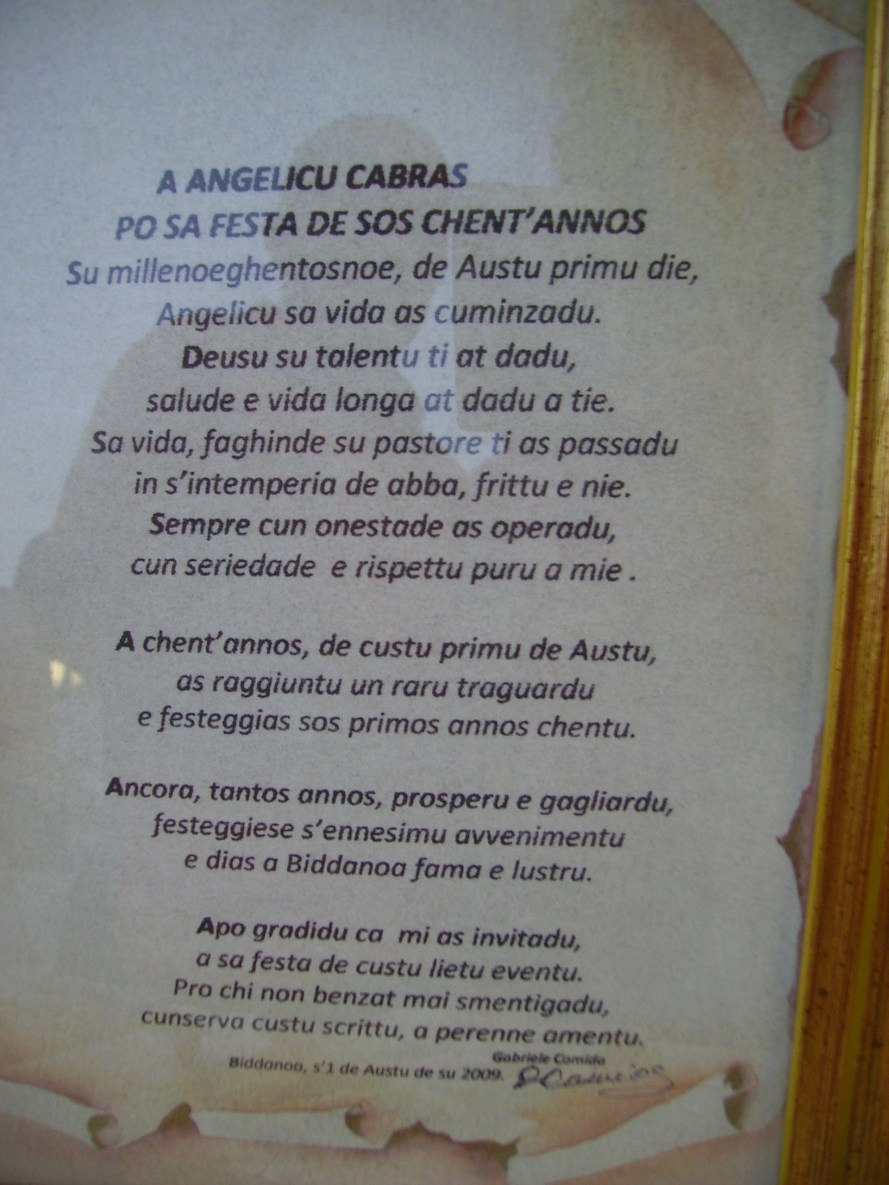 A ANGELICU CABRAS
PO SA FESTA DE SOS CHENT'ANNOS
Su millenoeghentosnoe, de Austu primu die,
Angelicu sa vida as cuminzadu.
Deusu su talentu ti at dadu,
salude e vida longa at dadu a tie.
Sa vida, faghinde su pastore ti as passadu
in s'intemperia de abba, frittu e nie.
Sempre cun onestade as operadu,
cun seriedade e rispettu puru a mie .
A chent'annos, de custu primu de Austu,
as raggiuntu un raru traguardu
e festeggias sos primos annos chentu.
Ancora, tantos annos, prosperu e gagliardu,
festeggiese s'ennesimu avvenimentu
e dias a Biddanoa fama e lustru.
Apo gradidu ca mi as invitadu,
a sa festa de custu lietu eventu.
Pro chi non benzat mai smentigadu,
cunserva custu scrittu, a perenne amentu.
Gabriele Comida
Biddanoa, s'1 de Austu de su 2009.